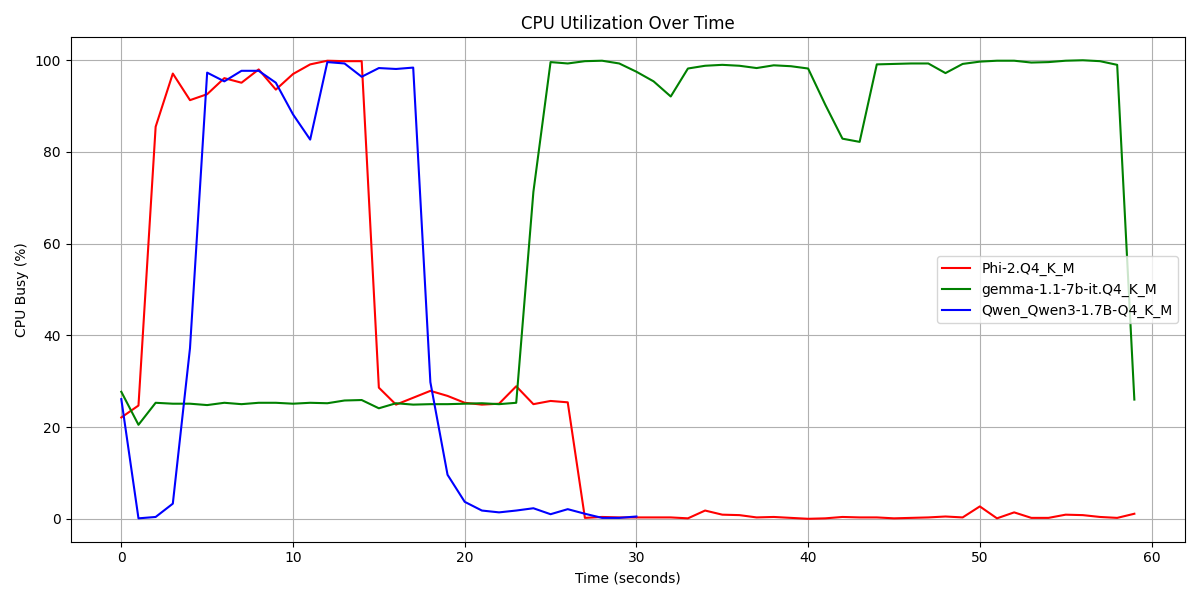 CPU Utilization Over Time
CPU Busy (%)
100
80
60
40
20
0
Phi-2.Q4_K_M
gemma-1.1-7b-it.Q4_K_M
Qwen_Qwen3-1.7B-Q4_K_M
0 10 20 30 40 50 60
Time (seconds)